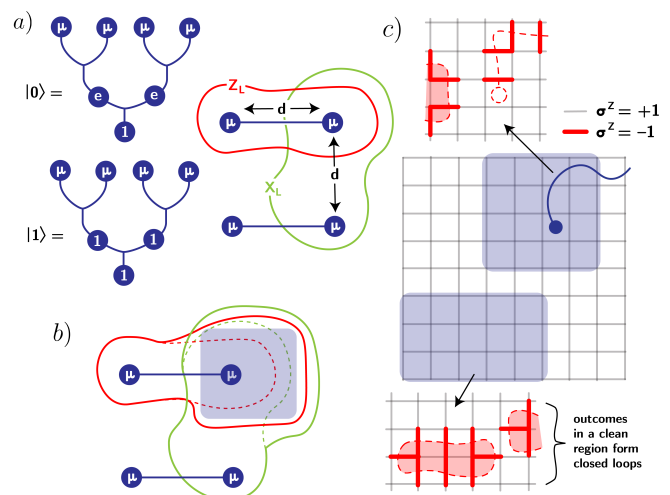 a)
μ μ μ μ
|0⟩ = e e
1
μ μ μ μ
|1⟩ = 1 1
1
Z_L
μ d μ
d
X_L
μ μ
b)
μ μ
μ μ
c)
σ^Z = +1
σ^Z = −1
outcomes
in a clean
region form
closed loops